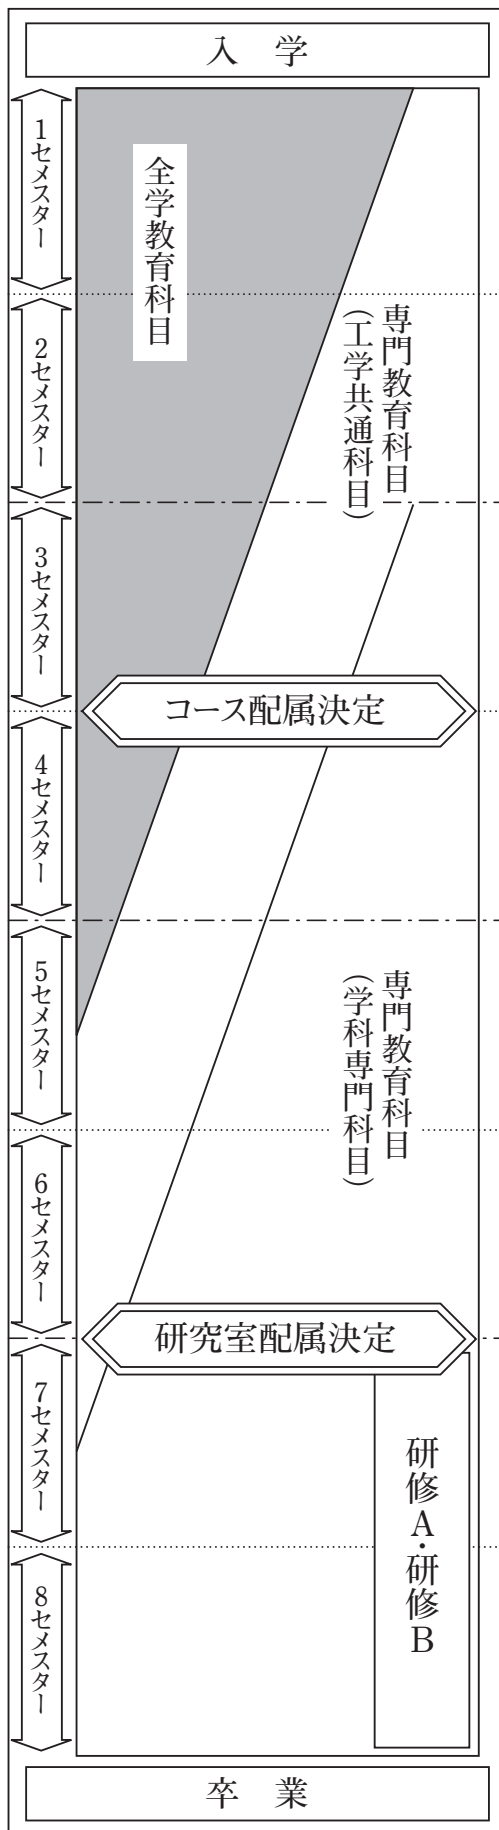 入 学
1セメスター
全学教育科目
2セメスター
専門教育科目
(工学共通科目)
3セメスター
コース配属決定
4セメスター
5セメスター
専門教育科目
(学科専門科目)
6セメスター
研究室配属決定
7セメスター
研修A・研修B
8セメスター
卒 業